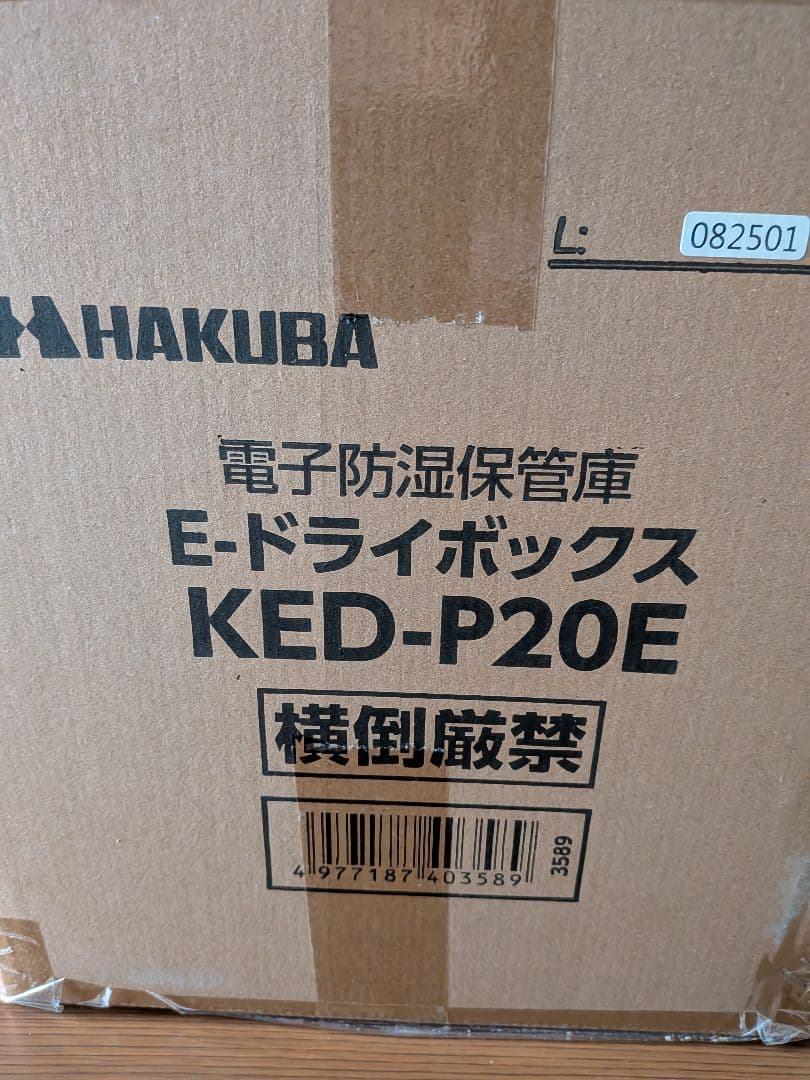 L: 082501
HAKUBA
電子防湿保管庫
E-ドライボックス
KED-P20E
横倒厳禁
3589
4 977187 403589